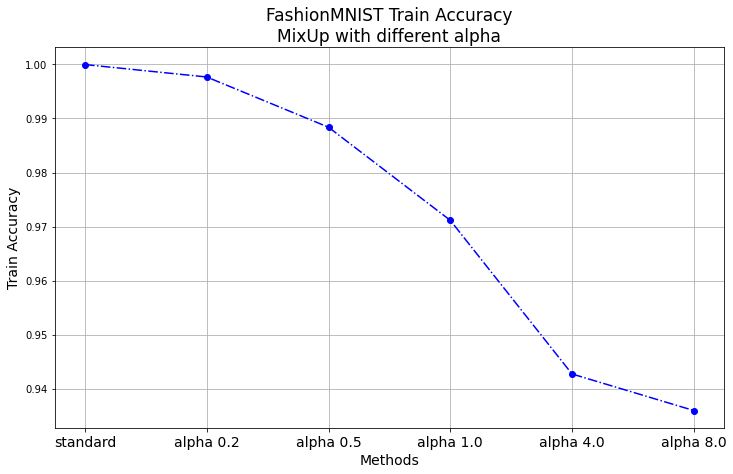 FashionMNIST Train Accuracy
MixUp with different alpha
Train Accuracy
1.00
0.99
0.98
0.97
0.96
0.95
0.94
standard alpha 0.2 alpha 0.5 alpha 1.0 alpha 4.0 alpha 8.0
Methods